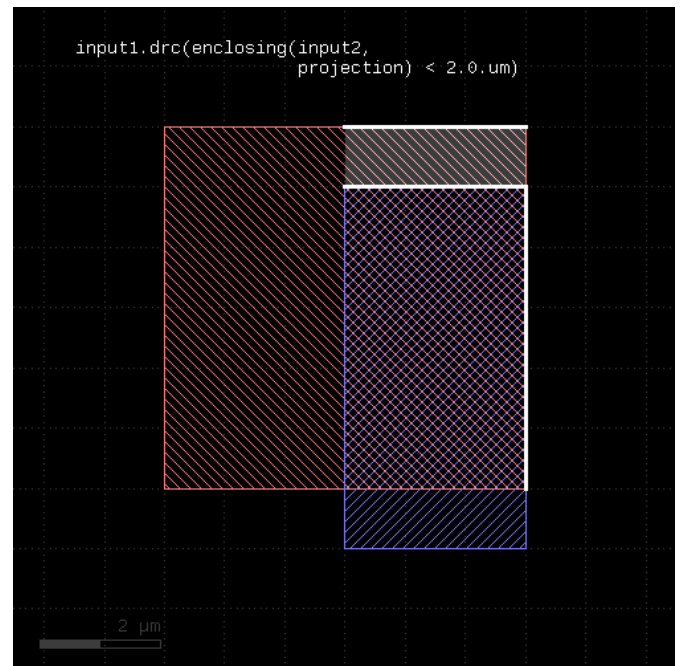 input1.drc(enclosing(input2,
projection) < 2.0.um)
2 µm